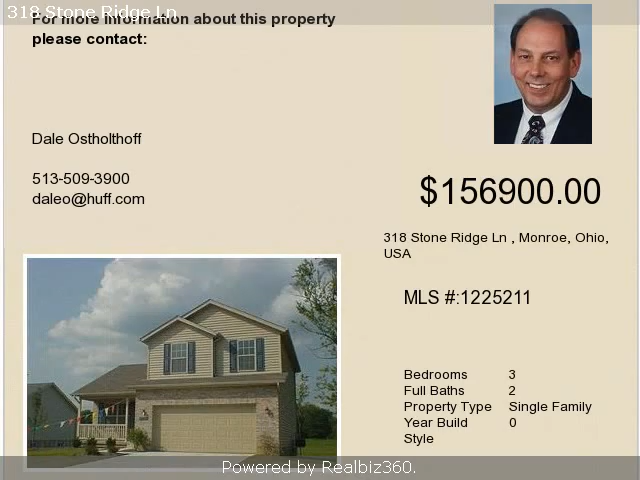 318 Stone Ridge Ln
For more information about this property
please contact:
Dale Ostholthoff
513-509-3900
daleo@huff.com
$156900.00
318 Stone Ridge Ln , Monroe, Ohio,
USA
MLS #:1225211
Bedrooms 3
Full Baths 2
Property Type Single Family
Year Build 0
Style
Powered by Realbiz360.